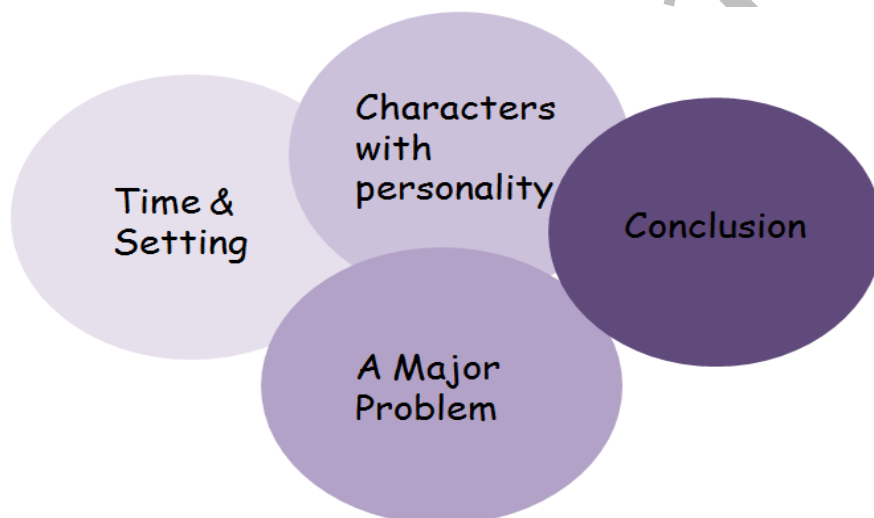 Time &
Setting
Characters
with
personality
A Major
Problem
Conclusion